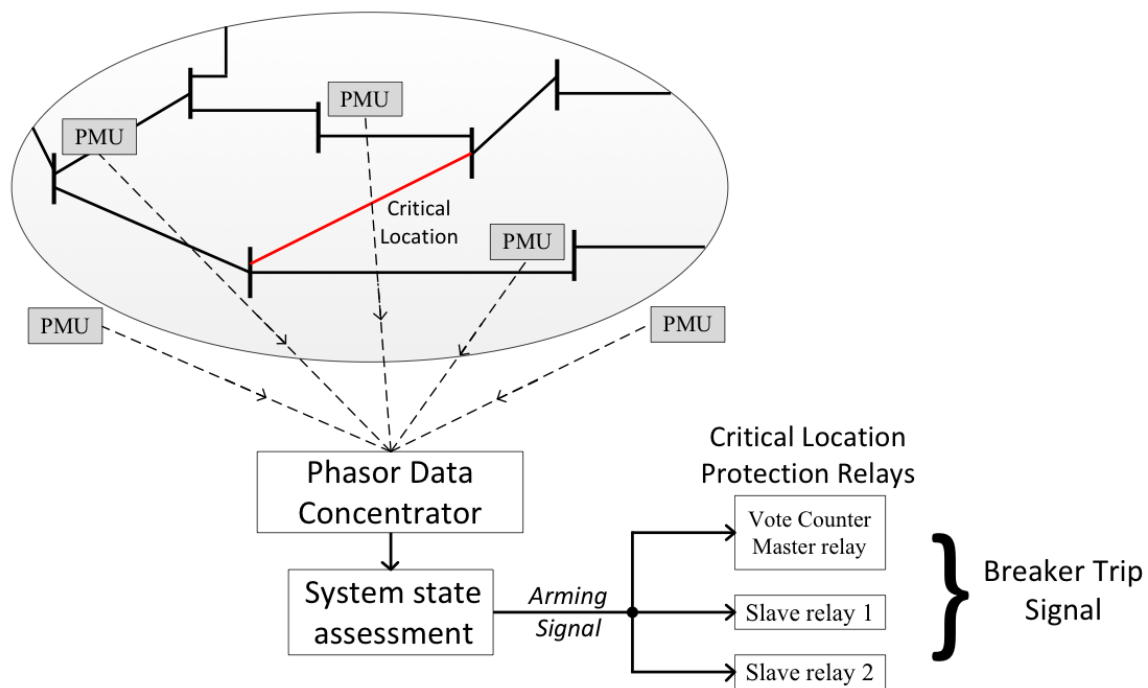 PMU
PMU
Critical
Location
PMU
PMU
PMU
Phasor Data
Concentrator
System state
assessment
Arming
Signal
Critical Location
Protection Relays
Vote Counter
Master relay
Slave relay 1
Slave relay 2
Breaker Trip
Signal